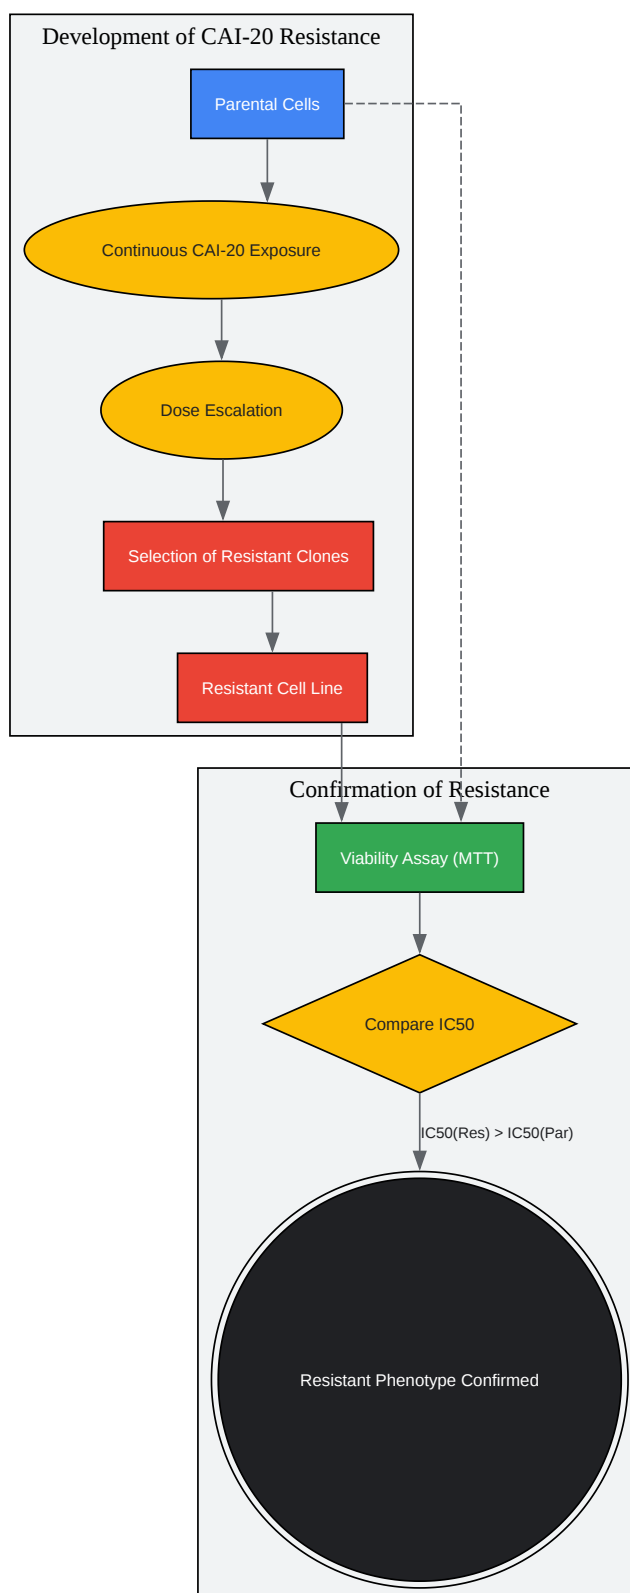 Development of CAI-20 Resistance
Parental Cells
Continuous CAI-20 Exposure
Dose Escalation
Selection of Resistant Clones
Resistant Cell Line
Confirmation of Resistance
Viability Assay (MTT)
Compare IC50
IC50(Res) > IC50(Par)
Resistant Phenotype Confirmed